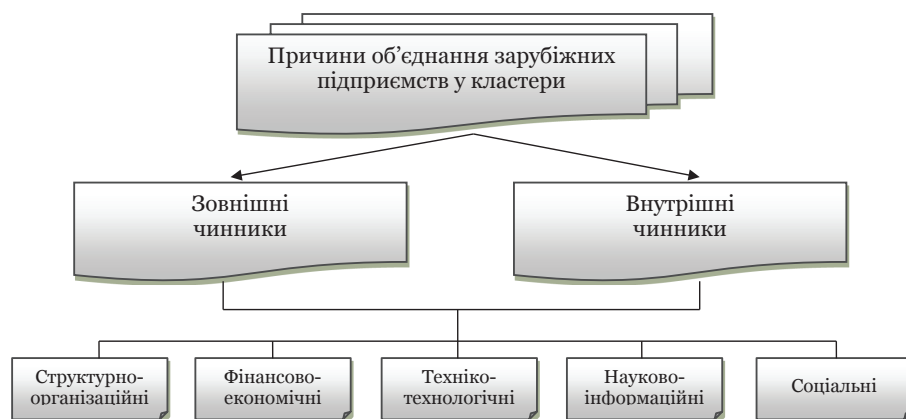 Причини об’єднання зарубіжних
підприємств у кластери
Зовнішні
чинники
Внутрішні
чинники
Структурно-
організаційні
Фінансово-
економічні
Техніко-
технологічні
Науково-
інформаційні
Соціальні